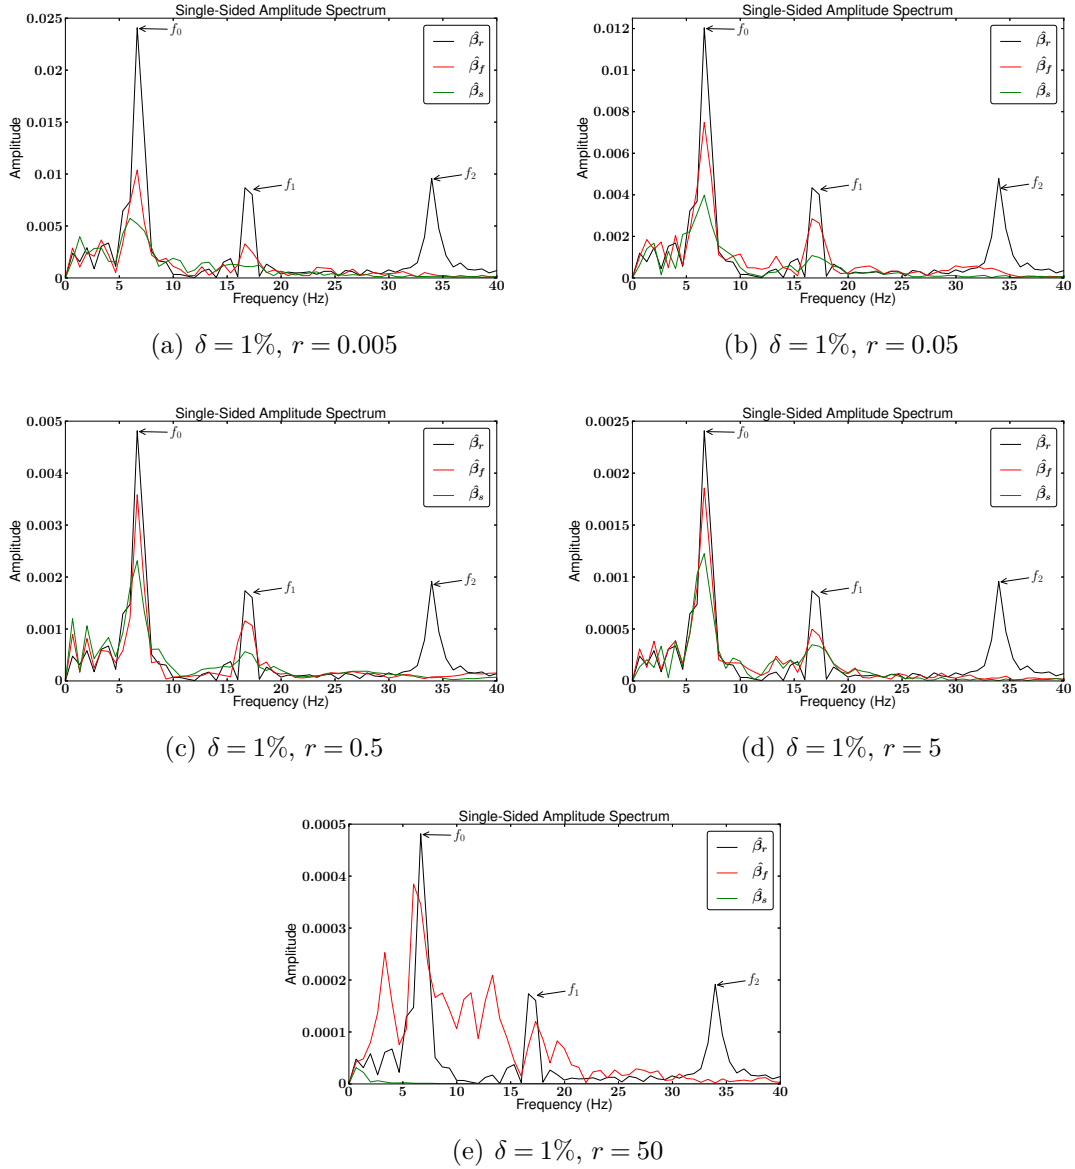 Single-Sided Amplitude Spectrum
0.025
0.02
0.025
0.010
0.005
0
Amplitude
f₀
f₁
f₂
β̂ᵣ
β̂_f
β̂ₛ
0 5 10 15 20 25 30 35 40
Frequency (Hz)
(a) δ = 1%, r = 0.005
Single-Sided Amplitude Spectrum
0.012
0.010
0.008
0.006
0.004
0.002
0
Amplitude
f₀
f₁
f₂
β̂ᵣ
β̂_f
β̂ₛ
0 5 10 15 20 25 30 35 40
Frequency (Hz)
(b) δ = 1%, r = 0.05
Single-Sided Amplitude Spectrum
0.005
0.004
0.003
0.002
0.001
0
Amplitude
f₀
f₁
f₂
β̂ᵣ
β̂_f
β̂ₛ
0 5 10 15 20 25 30 35 40
Frequency (Hz)
(c) δ = 1%, r = 0.5
Single-Sided Amplitude Spectrum
0.0025
0.002
0.0015
0.001
0.0005
0
Amplitude
f₀
f₁
f₂
β̂ᵣ
β̂_f
β̂ₛ
0 5 10 15 20 25 30 35 40
Frequency (Hz)
(d) δ = 1%, r = 5
Single-Sided Amplitude Spectrum
0.0005
0.0004
0.0003
0.0002
0.0001
0
Amplitude
f₀
f₁
f₂
β̂ᵣ
β̂_f
β̂ₛ
0 5 10 15 20 25 30 35 40
Frequency (Hz)
(e) δ = 1%, r = 50